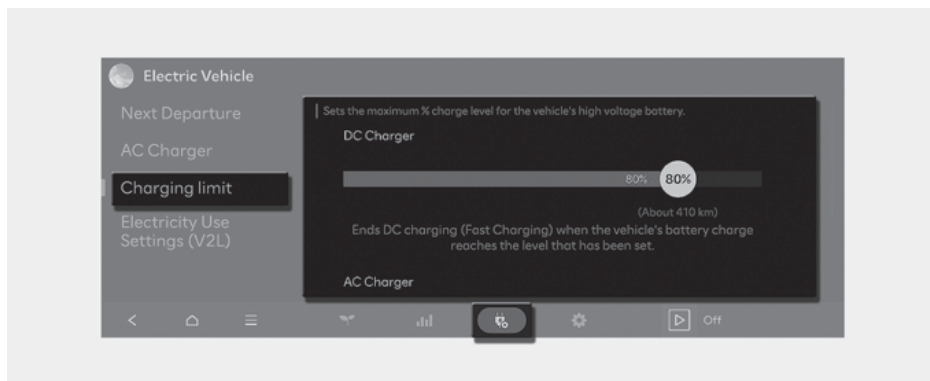 Electric Vehicle
Next Departure
AC Charger
Charging limit
Electricity Use
Settings (V2L)
Sets the maximum % charge level for the vehicle's high voltage battery.
DC Charger
80%
80%
(About 410 km)
Ends DC charging (Fast Charging) when the vehicle's battery charge
reaches the level that has been set.
AC Charger
Off